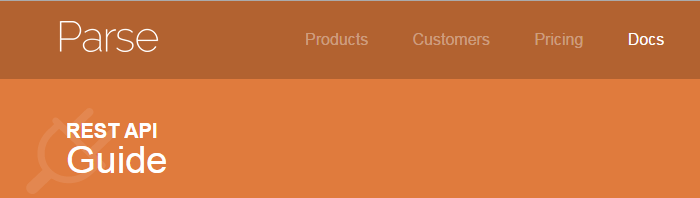 Parse Products Customers Pricing Docs
REST API
Guide